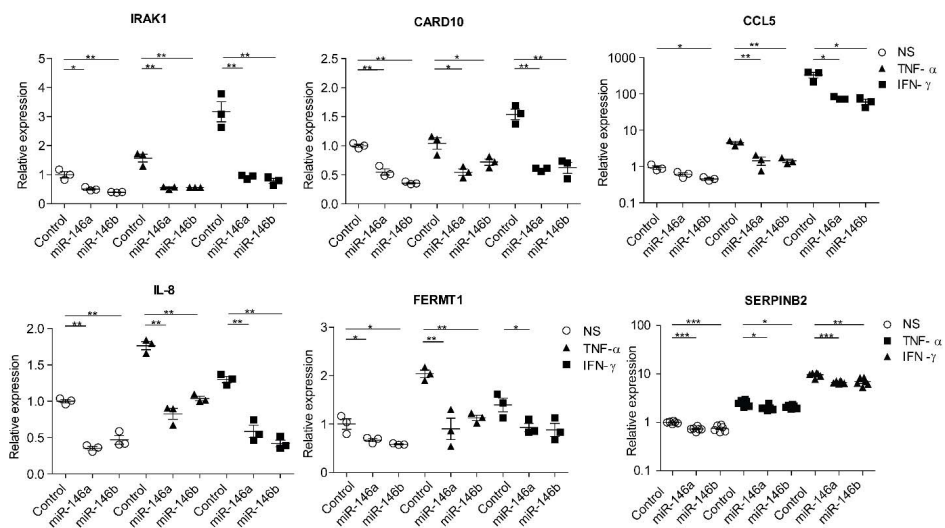 IRAK1
** ** **
* ** **
Relative expression
5
4
3
2
1
0
Control
miR-146a
miR-146b
Control
miR-146a
miR-146b
Control
miR-146a
miR-146b
CARD10
** * **
** * **
Relative expression
2.5
2.0
1.5
1.0
0.5
0.0
Control
miR-146a
miR-146b
Control
miR-146a
miR-146b
Control
miR-146a
miR-146b
CCL5
* ** *
** *
NS
TNF-α
IFN-γ
Relative expression
1000
100
10
1
0.1
Control
miR-146a
miR-146b
Control
miR-146a
miR-146b
Control
miR-146a
miR-146b
IL-8
** ** **
** ** **
Relative expression
2.0
1.5
1.0
0.5
0.0
Control
miR-146a
miR-146b
Control
miR-146a
miR-146b
Control
miR-146a
miR-146b
FERMT1
* ** *
* **
NS
TNF-α
IFN-γ
Relative expression
3
2
1
0
Control
miR-146a
miR-146b
Control
miR-146a
miR-146b
Control
miR-146a
miR-146b
SERPINB2
*** * **
*** * ***
NS
TNF-α
IFN-γ
Relative expression
100
10
1
0.1
Control
miR-146a
miR-146b
Control
miR-146a
miR-146b
Control
miR-146a
miR-146b